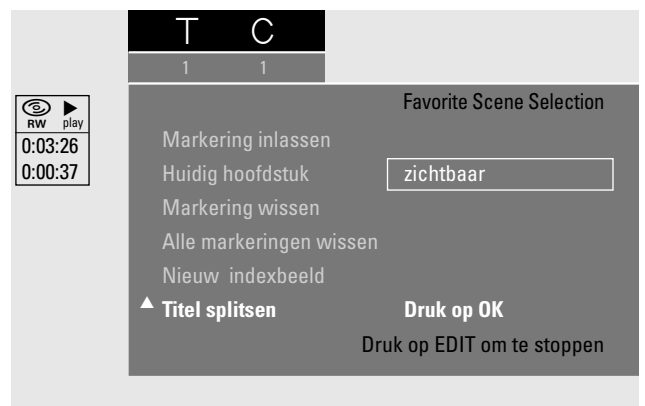 T C
1 1
RW play
0:03:26
0:00:37
Favorite Scene Selection
Markering inlassen
Huidig hoofdstuk zichtbaar
Markering wissen
Alle markeringen wissen
Nieuw indexbeeld
Titel splitsen Druk op OK
Druk op EDIT om te stoppen